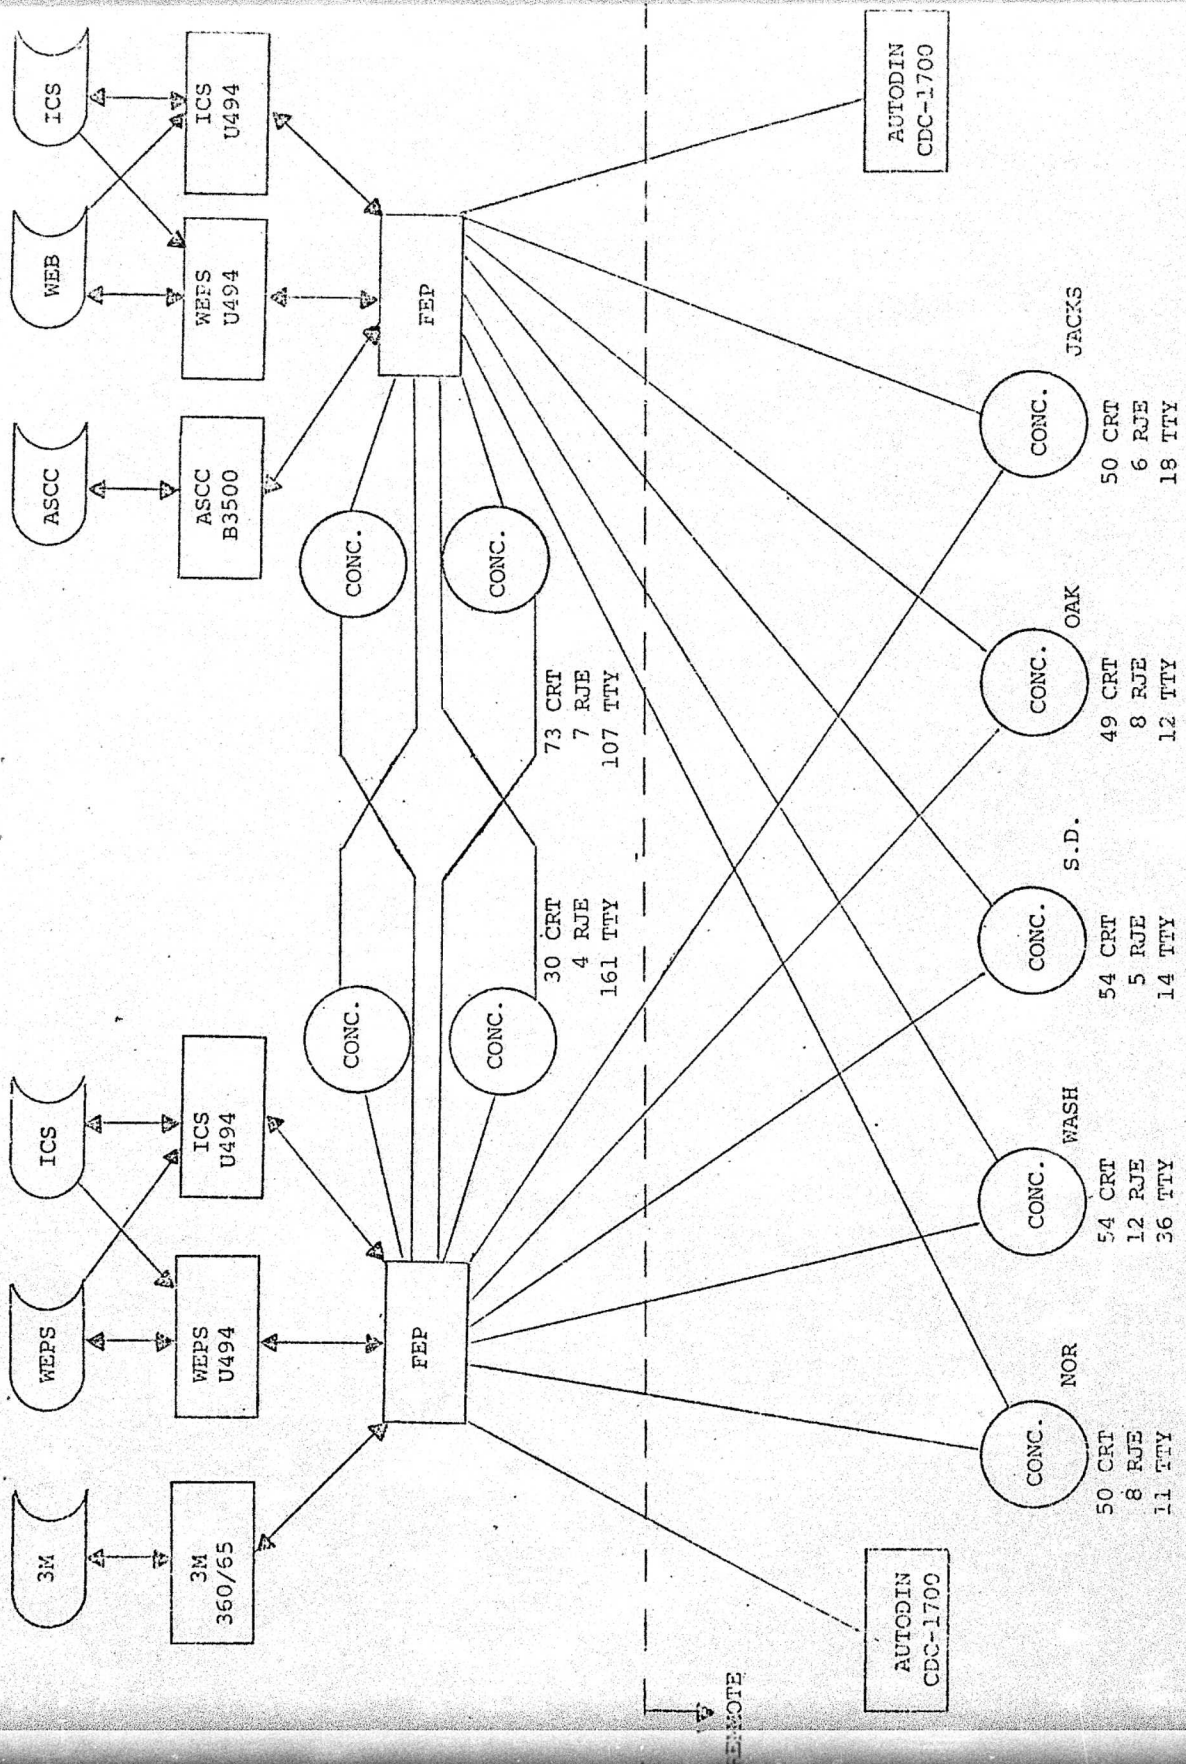 3M
WEPS
ICS
ASCC
WEB
ICS
3M
360/65
WEPS
U494
ICS
U494
ASCC
B3500
WEPS
U494
ICS
U494
CONC.
CONC.
FEP
FEP
CONC.
CONC.
30 CRT
4 RJE
161 TTY
73 CRT
7 RJE
107 TTY
AUTODIN
CDC-1700
AUTODIN
CDC-1700
CONC.
NOR
50 CRT
8 RJE
11 TTY
CONC.
WASH
54 CRT
12 RJE
36 TTY
CONC.
S.D.
54 CRT
5 RJE
14 TTY
CONC.
OAK
49 CRT
8 RJE
12 TTY
CONC.
JACKS
50 CRT
6 RJE
18 TTY